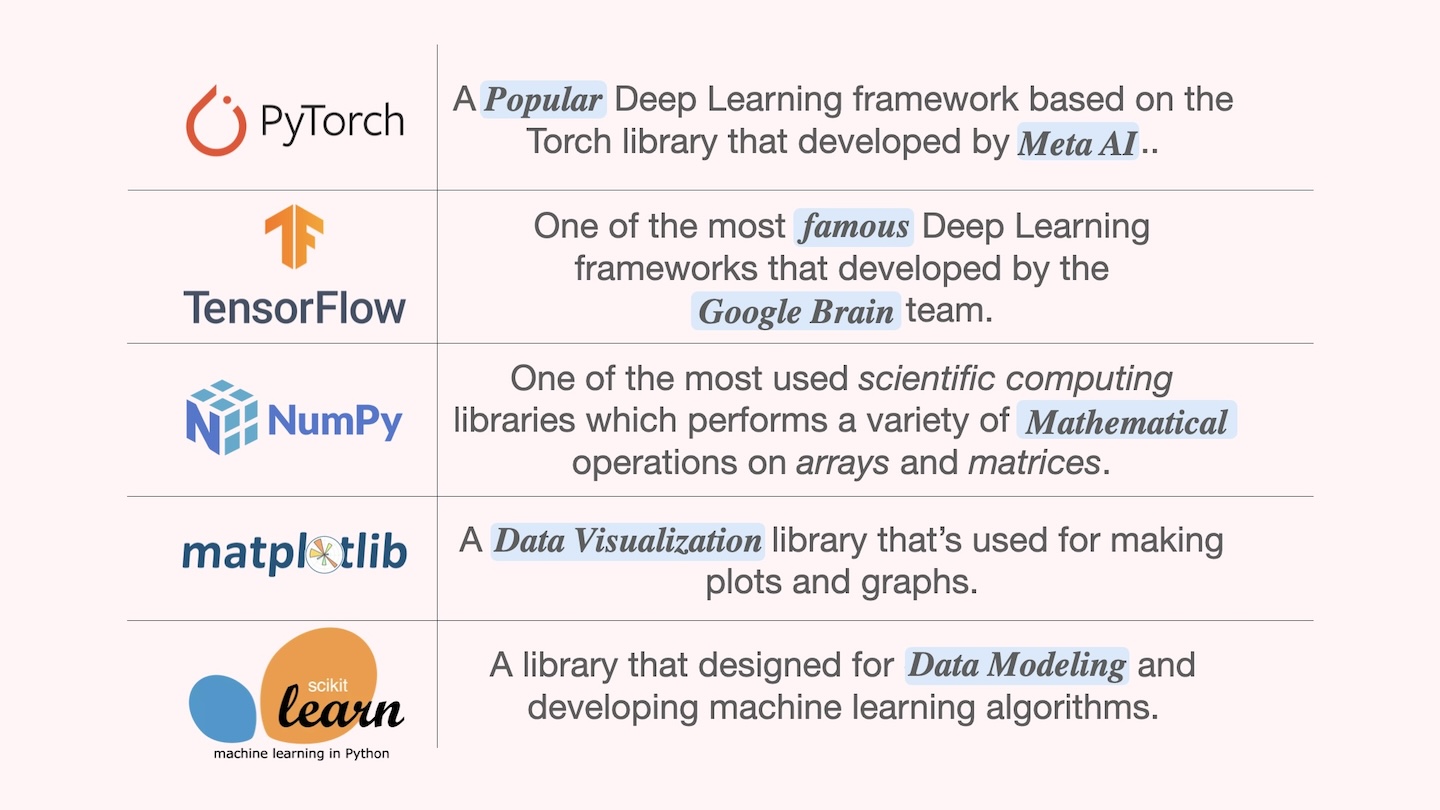 PyTorch
A Popular Deep Learning framework based on the
Torch library that developed by Meta AI..
TensorFlow
One of the most famous Deep Learning
frameworks that developed by the
Google Brain team.
NumPy
One of the most used scientific computing
libraries which performs a variety of Mathematical
operations on arrays and matrices.
matplotlib
A Data Visualization library that’s used for making
plots and graphs.
scikit
learn
machine learning in Python
A library that designed for Data Modeling and
developing machine learning algorithms.